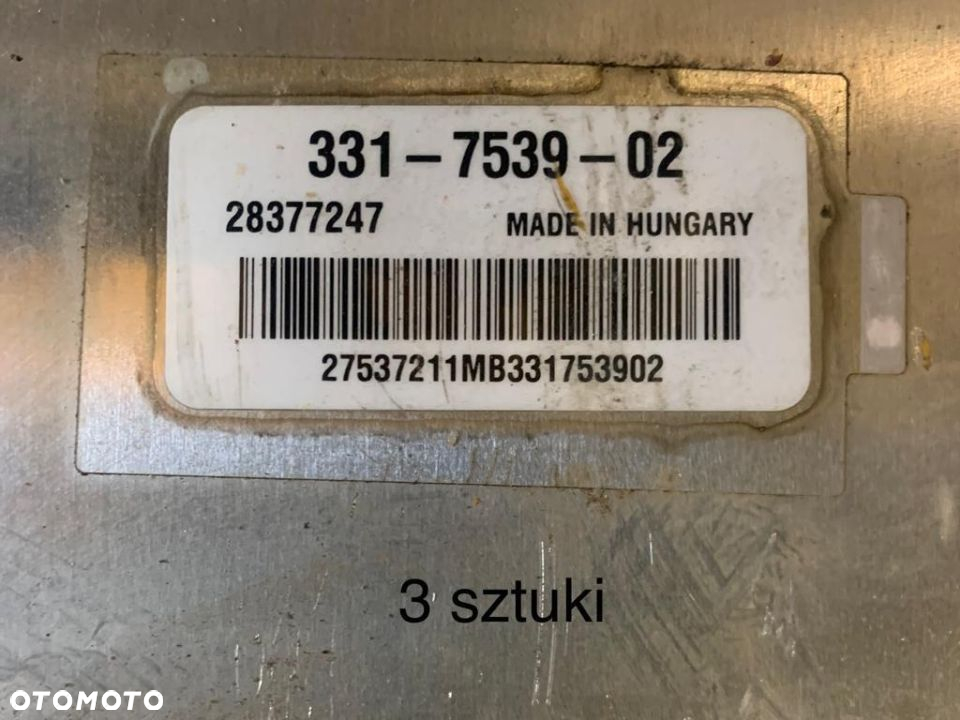 331-7539-02
28377247
MADE IN HUNGARY
27537211MB331753902
3 sztuki
OTOMOTO